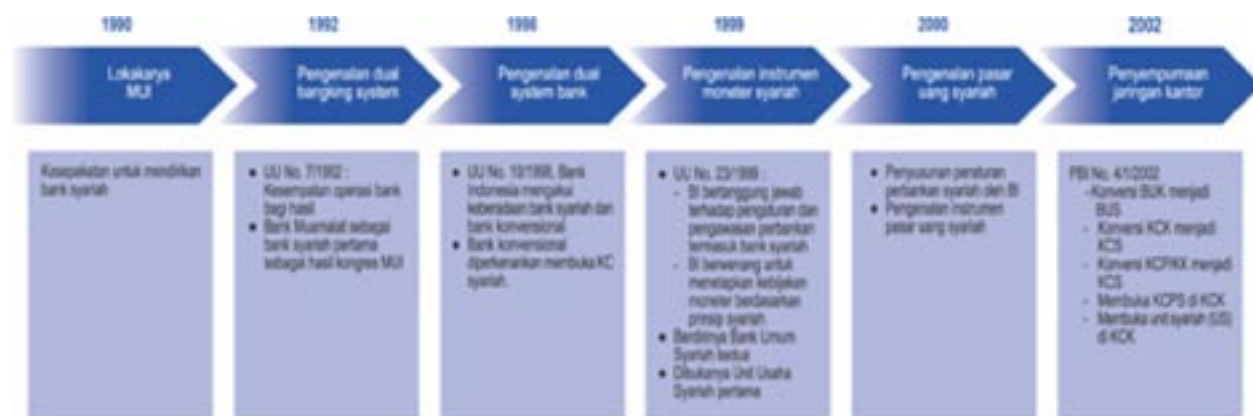 1990
1992
1998
1999
2000
2002
Lokakarya
MUI
Pengenalan dual
bangking system
Pengenalan dual
system bank
Pengenalan instrumen
moneter syariah
Pengenalan pasar
uang syariah
Penyempurnaan
jaringan kantor
Kesepakatan untuk mendirikan
bank syariah
• UU No. 7/1992 :
Kesempatan operasi bank
bagi hasil
• Bank Muamalat sebagai
bank syariah pertama
sebagai hasil kongres MUI
• UU No. 10/1998, Bank
Indonesia mengakui
keberadaan bank syariah dan
bank konvensional
• Bank konvensional
diperkenankan membuka KC
syariah.
• UU No. 23/1999 :
- BI bertanggung jawab
terhadap pengaturan dan
pengawasan perbankan
termasuk bank syariah
- BI berwenang untuk
menetapkan kebijakan
moneter berdasarkan
prinsip syariah
• Berdirinya Bank Umum
Syariah kedua
• Dibukanya Unit Usaha
Syariah pertama
• Penyusunan peraturan
perbankan syariah oleh BI
• Pengenalan instrumen
pasar uang syariah
PBI No. 4/1/2002
-Konversi BUK menjadi
BUS
- Konversi KCK menjadi
KCS
- Konversi KCP/KK menjadi
KCS
- Membuka KCPS di KCK
- Membuka unit syariah (US)
di KCK